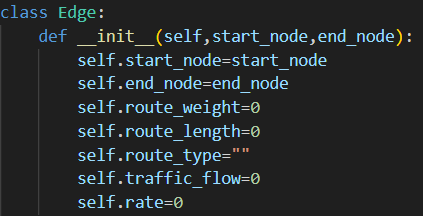 class Edge:
    def __init__(self,start_node,end_node):
        self.start_node=start_node
        self.end_node=end_node
        self.route_weight=0
        self.route_length=0
        self.route_type=""
        self.traffic_flow=0
        self.rate=0